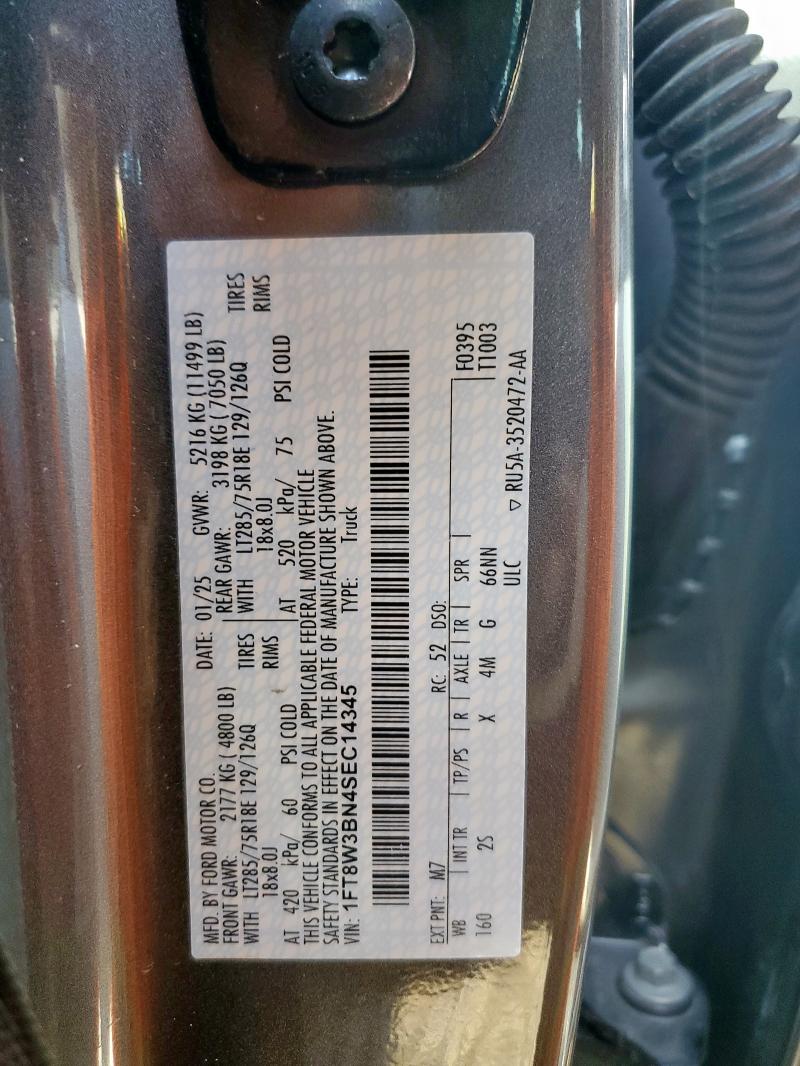 MFD. BY FORD MOTOR CO. DATE: 01/25 GVWR: 5216 KG (11499 LB)
FRONT GAWR: 2177 KG ( 4800 LB) REAR GAWR: 3198 KG ( 7050 LB)
WITH LT285/75R18E 129/126Q TIRES WITH LT285/75R18E 129/126Q TIRES
18x8.0J RIMS 18x8.0J RIMS
AT 420 kPa/ 60 PSI COLD AT 520 kPa/ 75 PSI COLD
THIS VEHICLE CONFORMS TO ALL APPLICABLE FEDERAL MOTOR VEHICLE
SAFETY STANDARDS IN EFFECT ON THE DATE OF MANUFACTURE SHOWN ABOVE.
VIN: 1FT8W3BN4SEC14345 TYPE: Truck
EXT PNT: M7 RC: 52 DSO: F0395
WB INT TR TP/PS R AXLE TR SPR T1003
160 2S X 4M G 66NN
ULC ▽ RU5A-3520472-AA